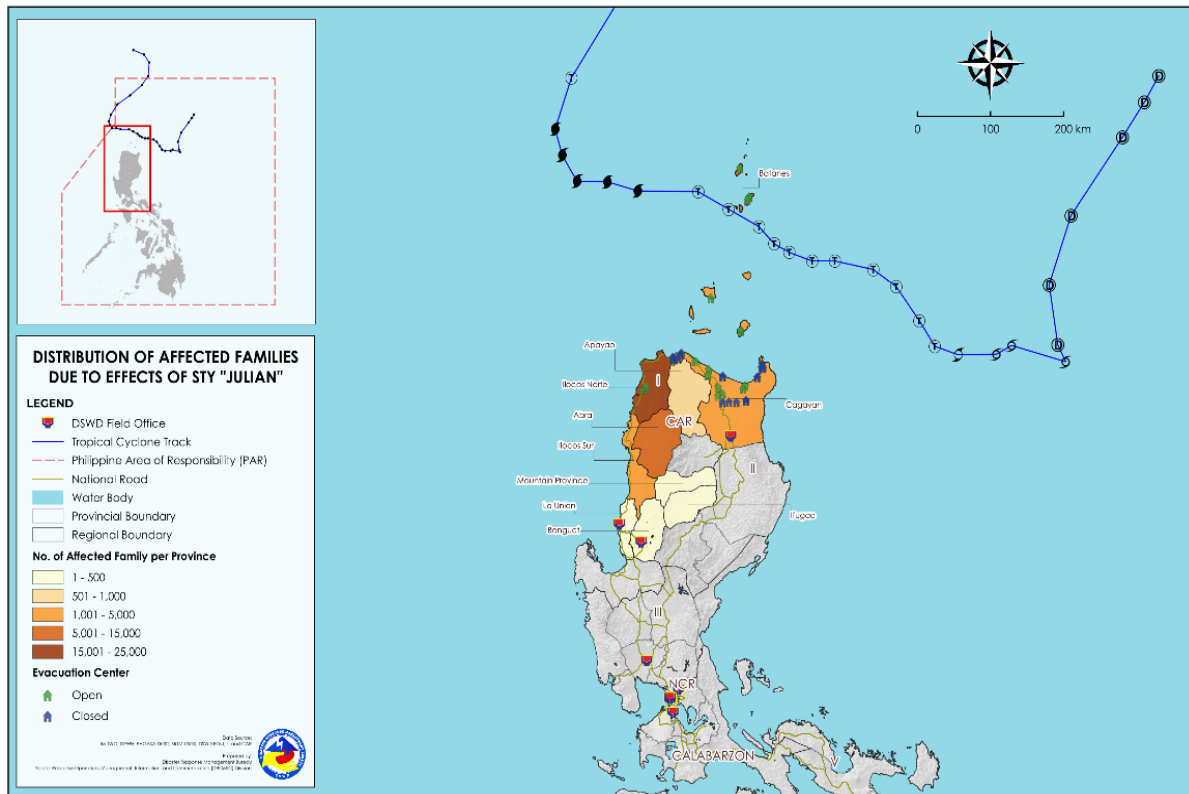 DISTRIBUTION OF AFFECTED FAMILIES
DUE TO EFFECTS OF STY "JULIAN"
LEGEND
DSWD Field Office
Tropical Cyclone Track
Philippine Area of Responsibility (PAR)
National Road
Water Body
Provincial Boundary
Regional Boundary
No. of Affected Family per Province
1 - 500
501 - 1,000
1,001 - 5,000
5,001 - 15,000
15,001 - 25,000
Evacuation Center
Open
Closed
Data Sources:
Prepared by:
Disaster Response Management Bureau
0 100 200 km
Batanes
Apayao
Ilocos Norte
Abra
Ilocos Sur
Mountain Province
La Union
Benguet
Cagayan
Ifugao
I
CAR
II
III
NCR
CALABARZON
V
T
T
T
T
T
T
T
T
T
T
T
T
D
D
D
D
D
D